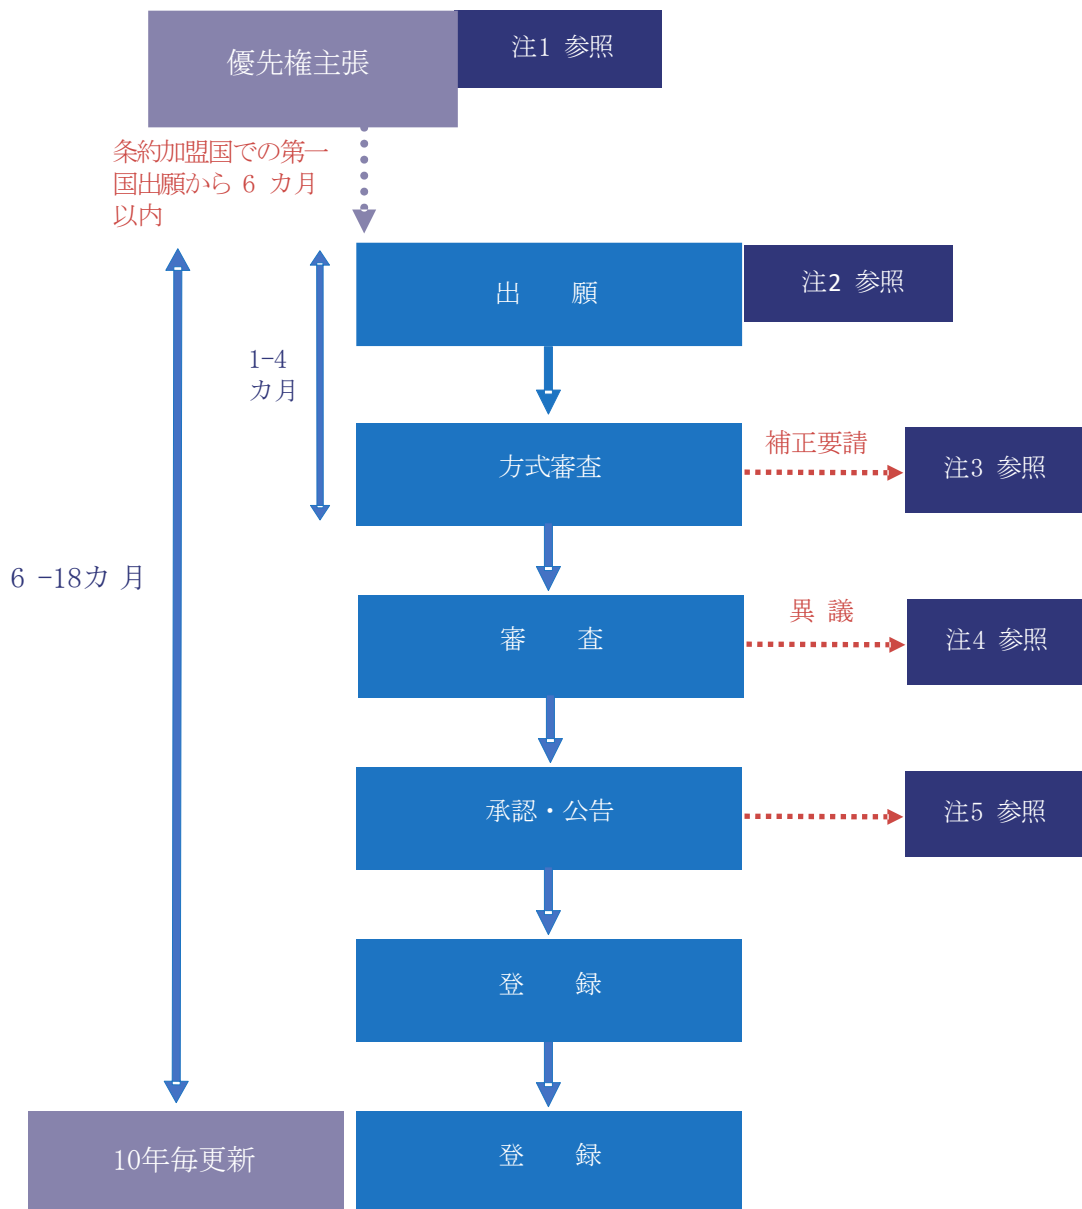 優先権主張
注1 参照
条約加盟国での第一
国出願から 6 カ月
以内
出 願
注2 参照
1-4
カ月
方式審査
補正要請
注3 参照
6 -18カ 月
審 査
異 議
注4 参照
承認・公告
注5 参照
登 録
10年毎更新
登 録